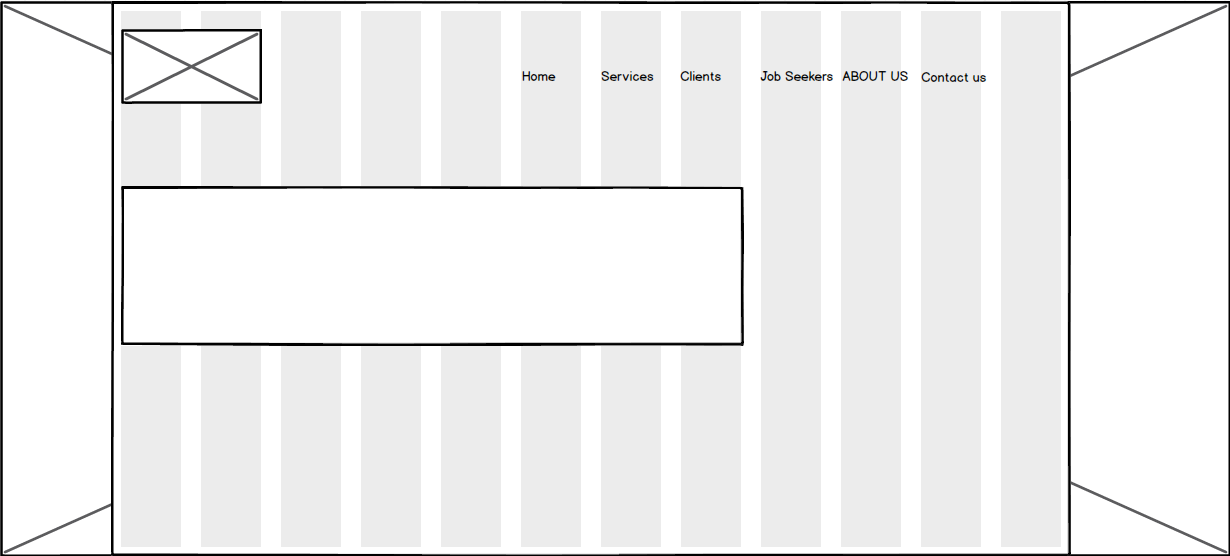 Home Services Clients Job Seekers ABOUT US Contact us